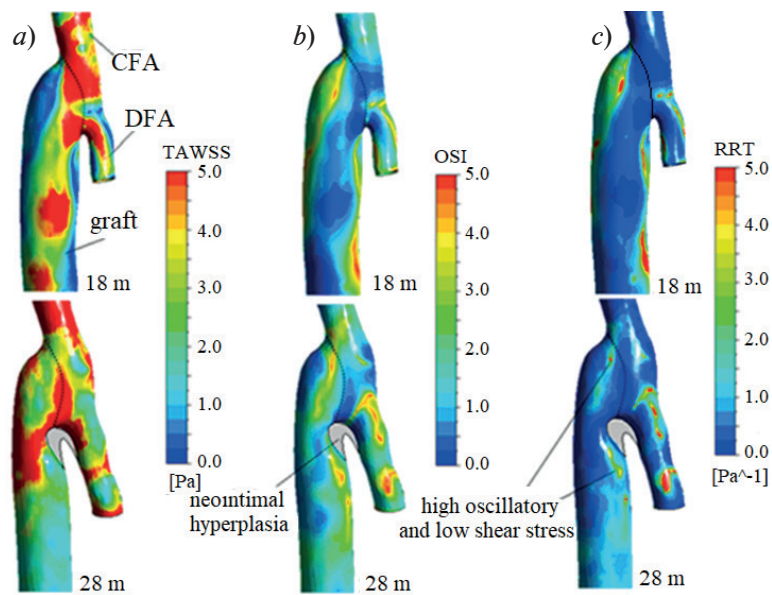 a)
CFA
DFA
TAWSS
5.0
4.0
3.0
2.0
1.0
0.0
[Pa]
graft
18 m
28 m
b)
OSI
5.0
4.0
3.0
2.0
1.0
0.0
18 m
neointimal
hyperplasia
28 m
c)
RRT
5.0
4.0
3.0
2.0
1.0
0.0
[Pa^-1]
18 m
high oscillatory
and low shear stress
28 m